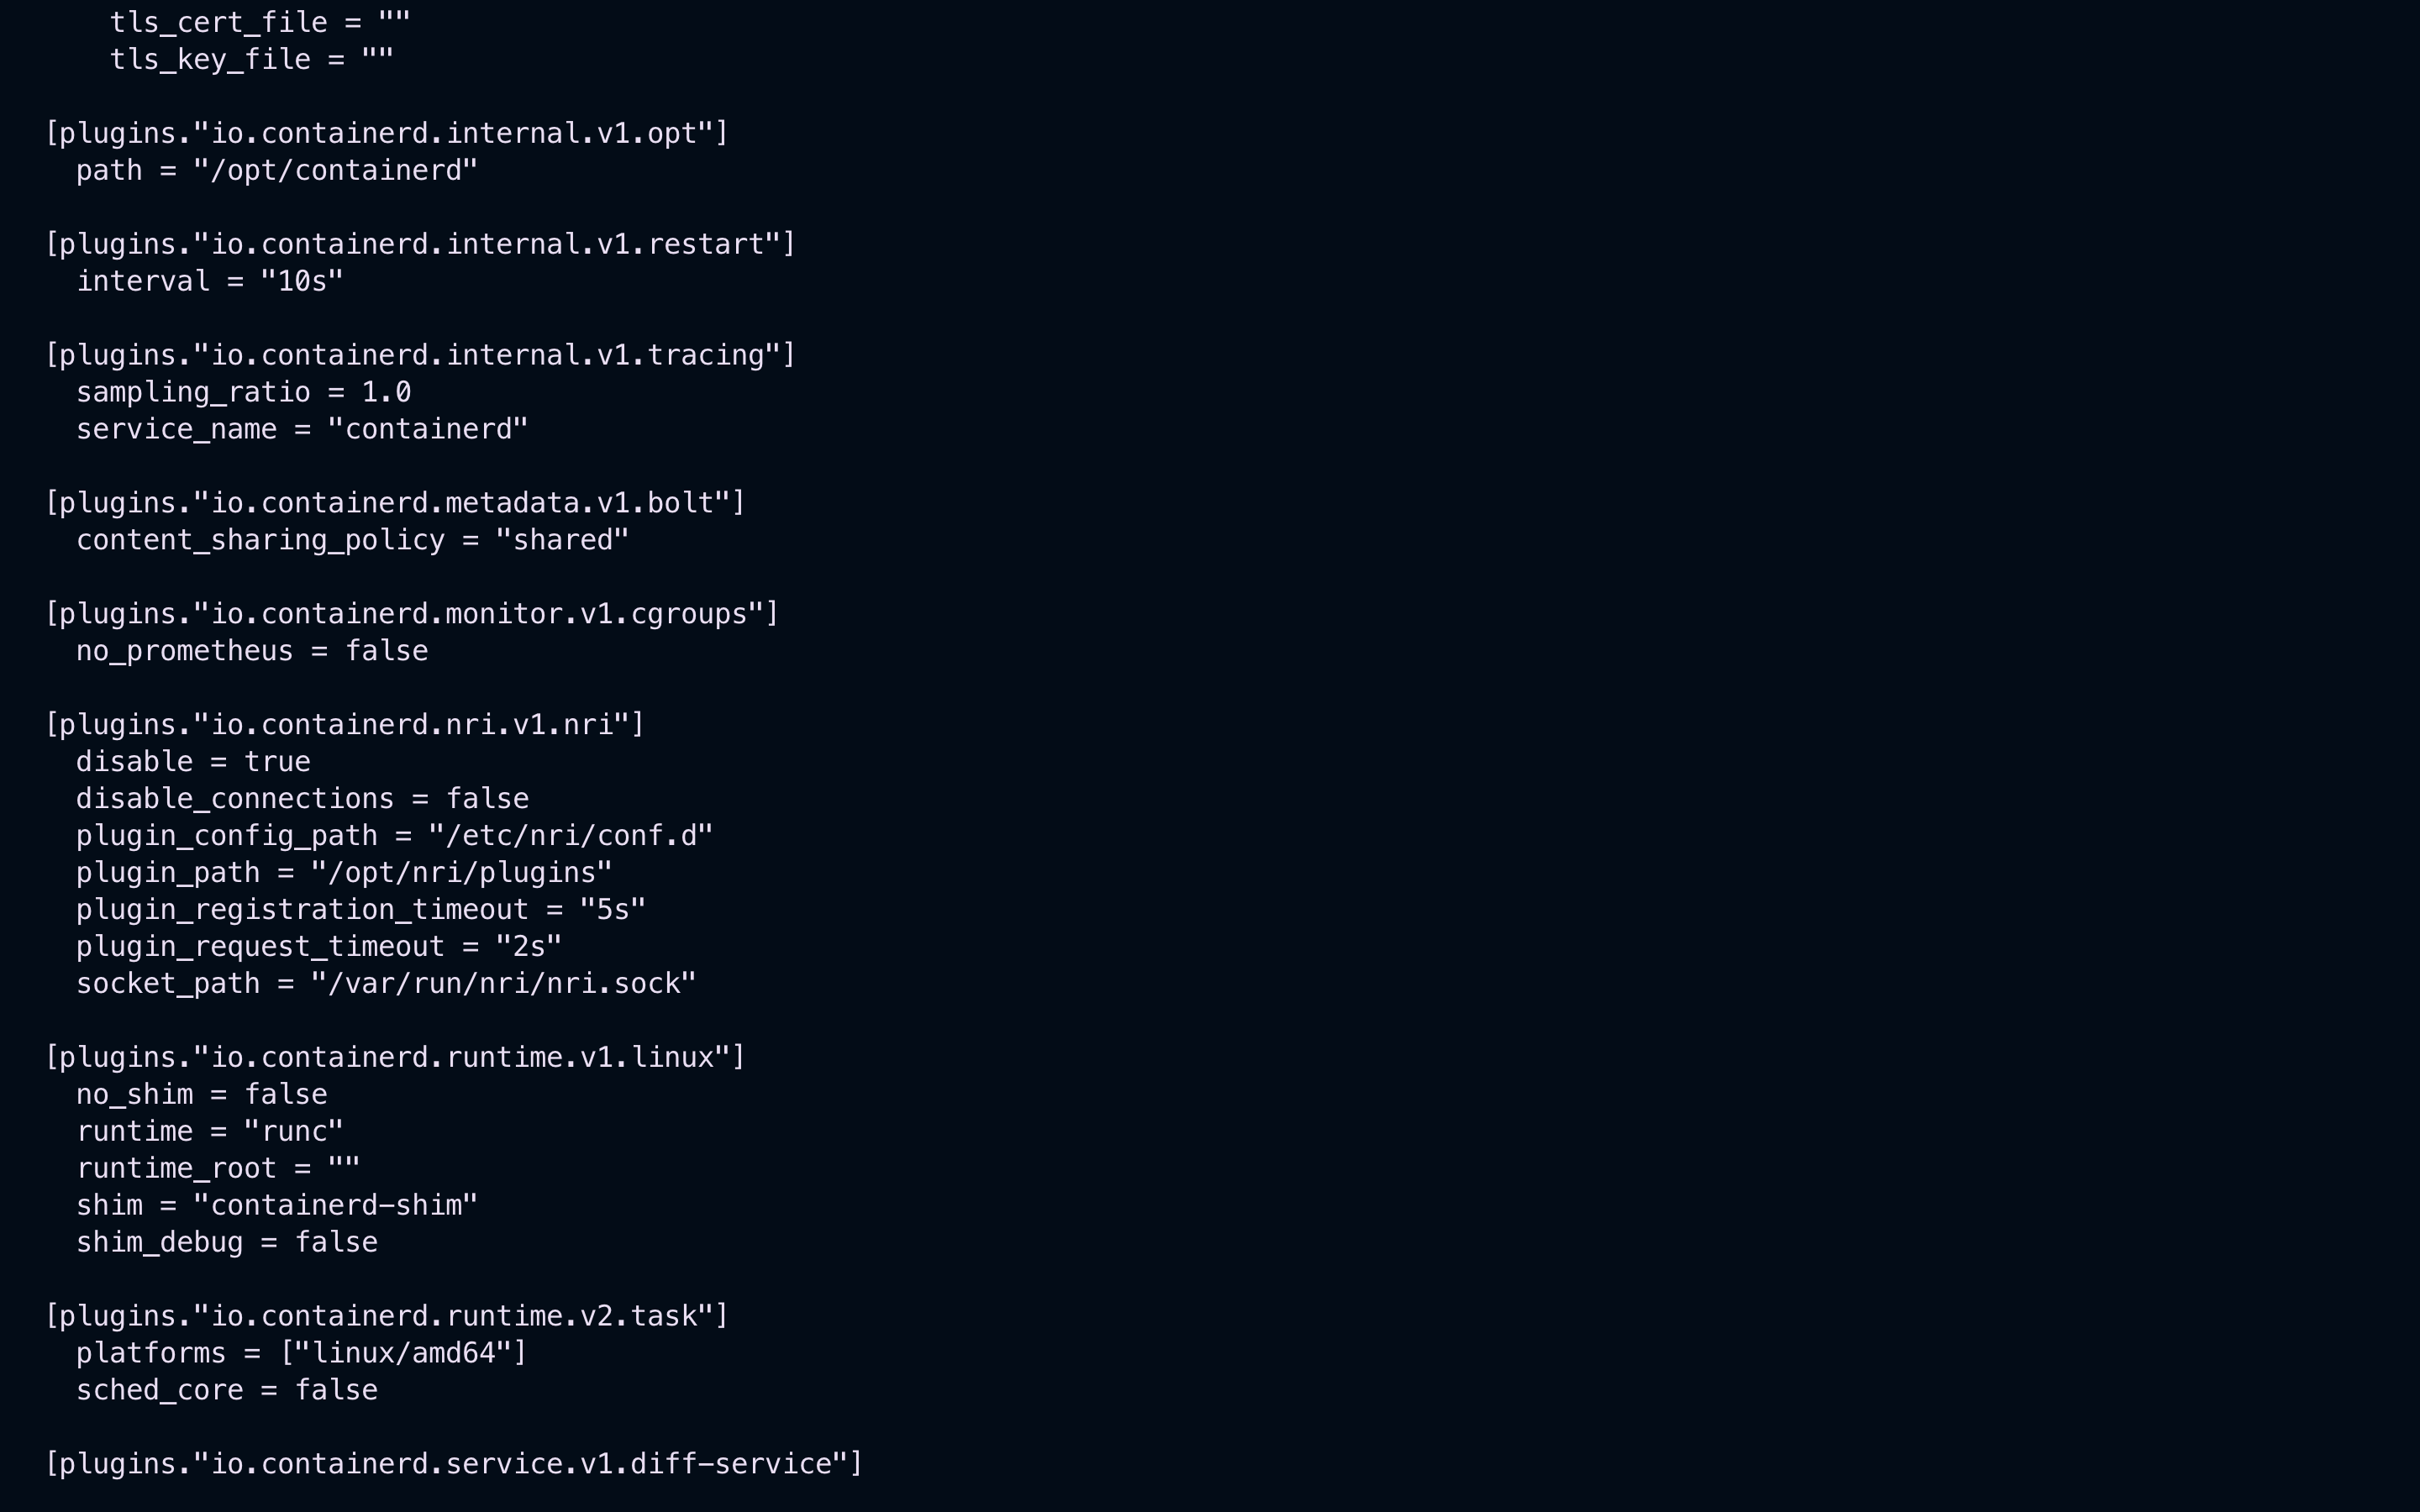 tls_cert_file = ""
tls_key_file = ""
[plugins."io.containerd.internal.v1.opt"]
path = "/opt/containerd"
[plugins."io.containerd.internal.v1.restart"]
interval = "10s"
[plugins."io.containerd.internal.v1.tracing"]
sampling_ratio = 1.0
service_name = "containerd"
[plugins."io.containerd.metadata.v1.bolt"]
content_sharing_policy = "shared"
[plugins."io.containerd.monitor.v1.cgroups"]
no_prometheus = false
[plugins."io.containerd.nri.v1.nri"]
disable = true
disable_connections = false
plugin_config_path = "/etc/nri/conf.d"
plugin_path = "/opt/nri/plugins"
plugin_registration_timeout = "5s"
plugin_request_timeout = "2s"
socket_path = "/var/run/nri/nri.sock"
[plugins."io.containerd.runtime.v1.linux"]
no_shim = false
runtime = "runc"
runtime_root = ""
shim = "containerd-shim"
shim_debug = false
[plugins."io.containerd.runtime.v2.task"]
platforms = ["linux/amd64"]
sched_core = false
[plugins."io.containerd.service.v1.diff-service"]